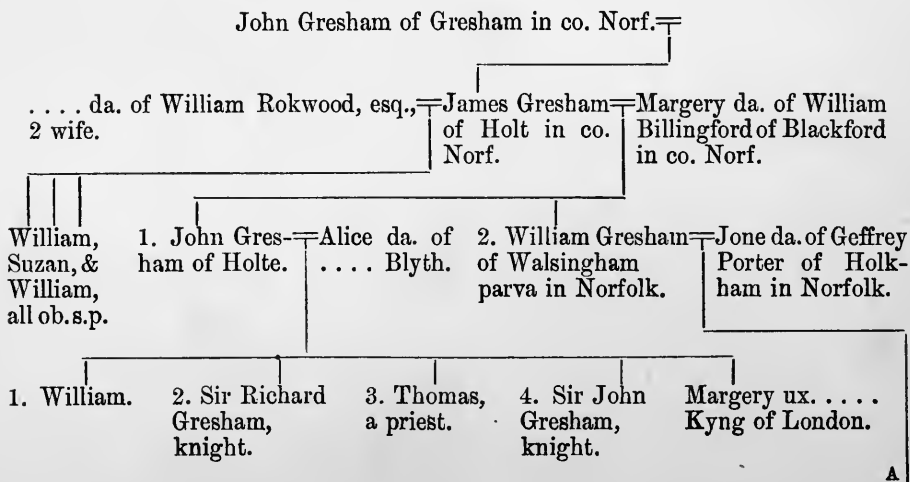 John Gresham of Gresham in co. Norf.
. . . . da. of William Rokwood, esq.,
2 wife.
James Gresham
of Holt in co.
Norf.
Margery da. of William
Billingford of Blackford
in co. Norf.
William,
Suzan, &
William,
all ob.s.p.
1. John Gres-
ham of Holte.
Alice da. of
. . . . Blyth.
2. William Gresham
of Walsingham
parva in Norfolk.
Jone da. of Geffrey
Porter of Holk-
ham in Norfolk.
1. William.
2. Sir Richard
Gresham,
knight.
3. Thomas,
a priest.
4. Sir John
Gresham,
knight.
Margery ux. . . . .
Kyng of London.
A